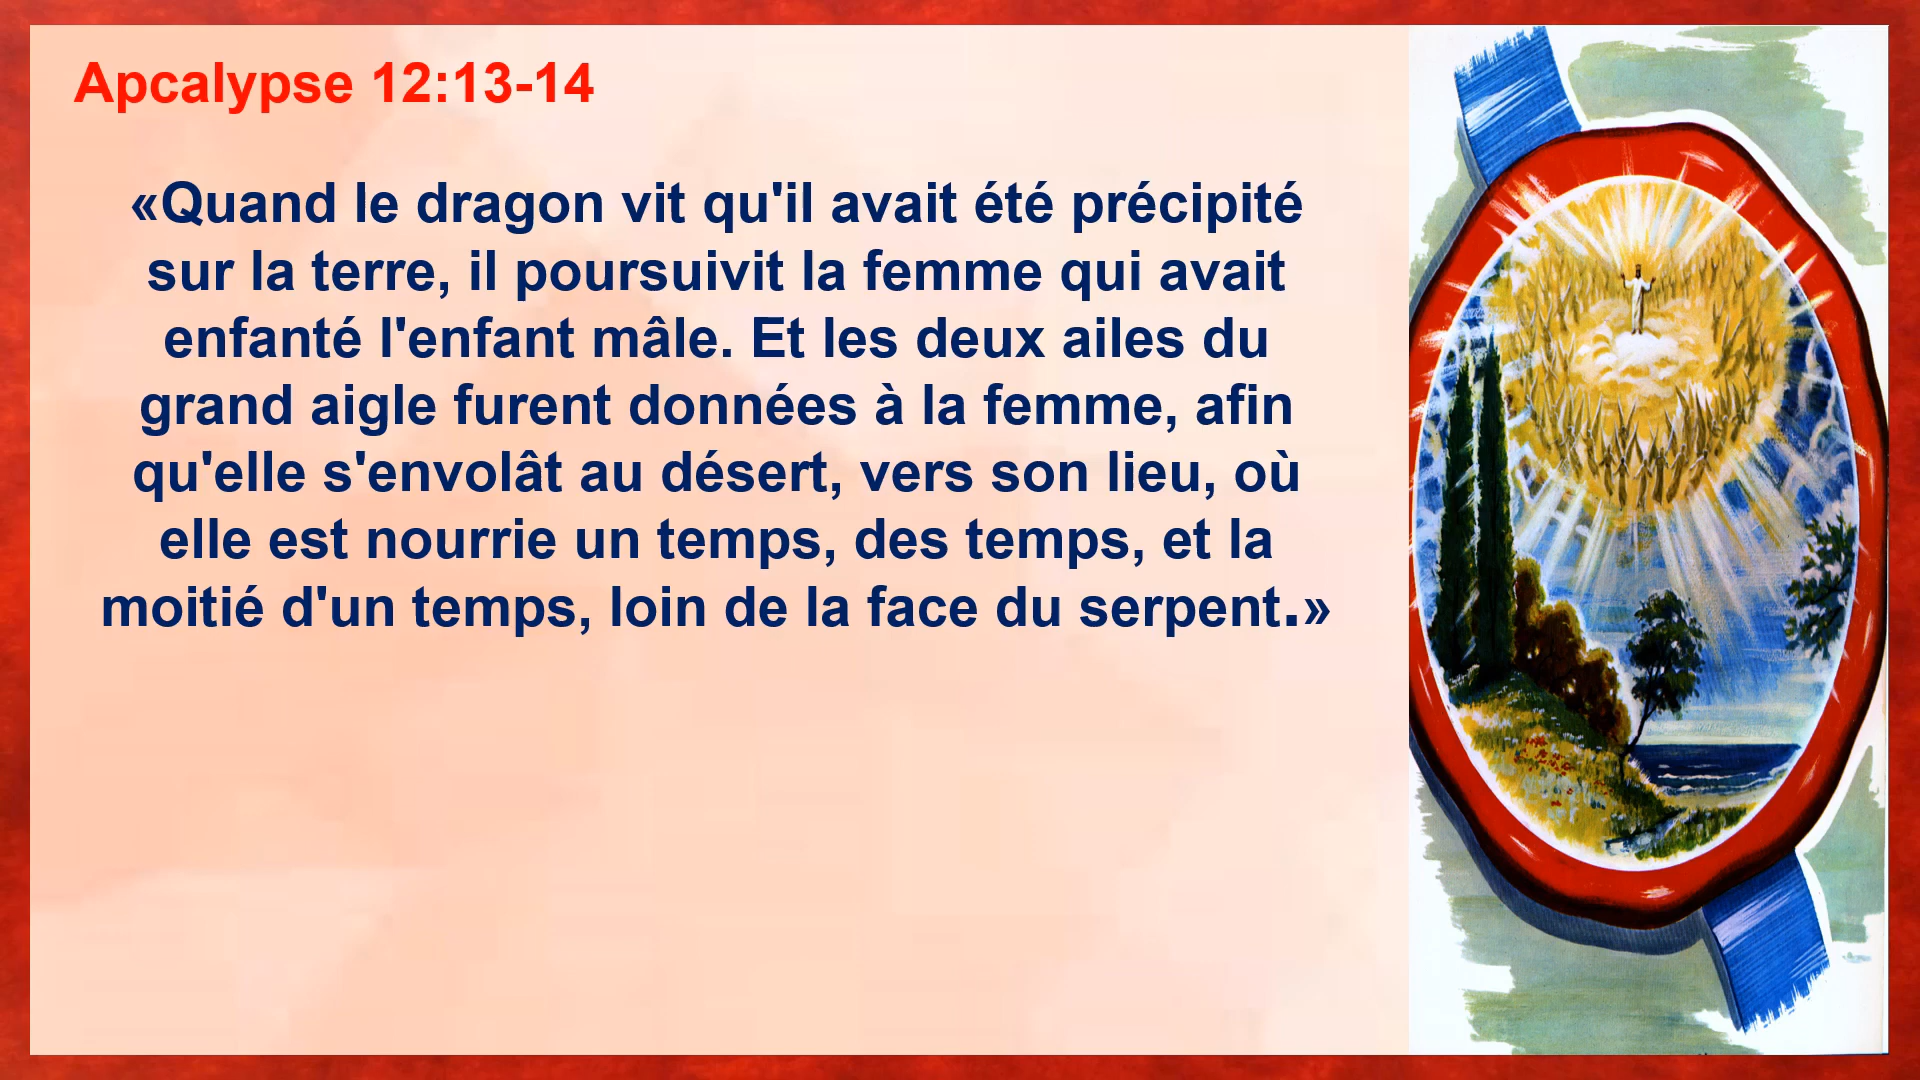 Apcalypse 12:13-14
«Quand le dragon vit qu'il avait été précipité
sur la terre, il poursuivit la femme qui avait
enfanté l'enfant mâle. Et les deux ailes du
grand aigle furent données à la femme, afin
qu'elle s'envolât au désert, vers son lieu, où
elle est nourrie un temps, des temps, et la
moitié d'un temps, loin de la face du serpent.»